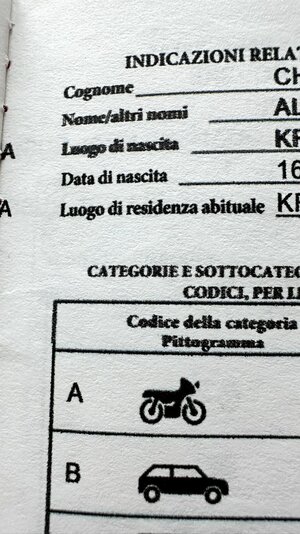 INDICAZIONI RELAT
Cognome CH
Nome/altri nomi AL
Luogo di nascita KR
Data di nascita 16
Luogo di residenza abituale KR
CATEGORIE E SOTTOCATEG
CODICI, PER L
Codice della categoria
Pittogramma
A
B